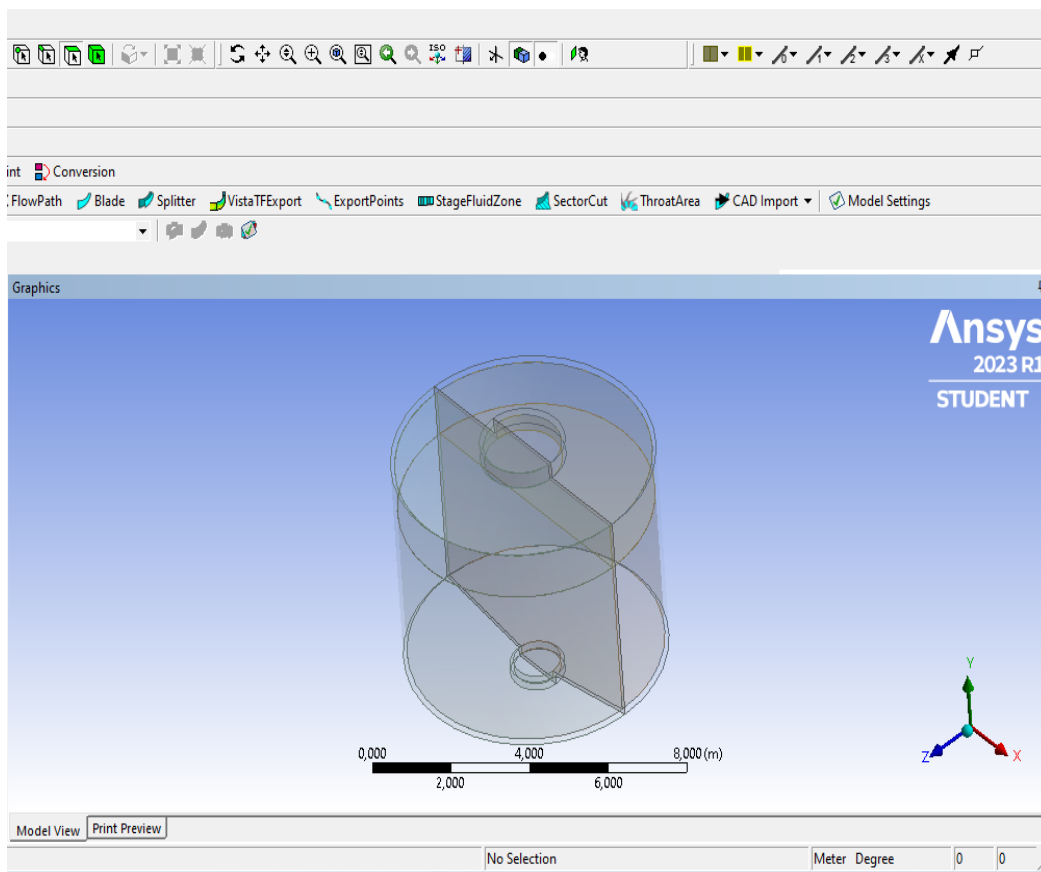 ISO
int Conversion
FlowPath Blade Splitter VistaTFExport ExportPoints StageFluidZone SectorCut ThroatArea CAD Import Model Settings
Graphics
Ansys
2023 R1
STUDENT
Y
Z X
0,000 4,000 8,000 (m)
2,000 6,000
Model View Print Preview
No Selection Meter Degree 0 0